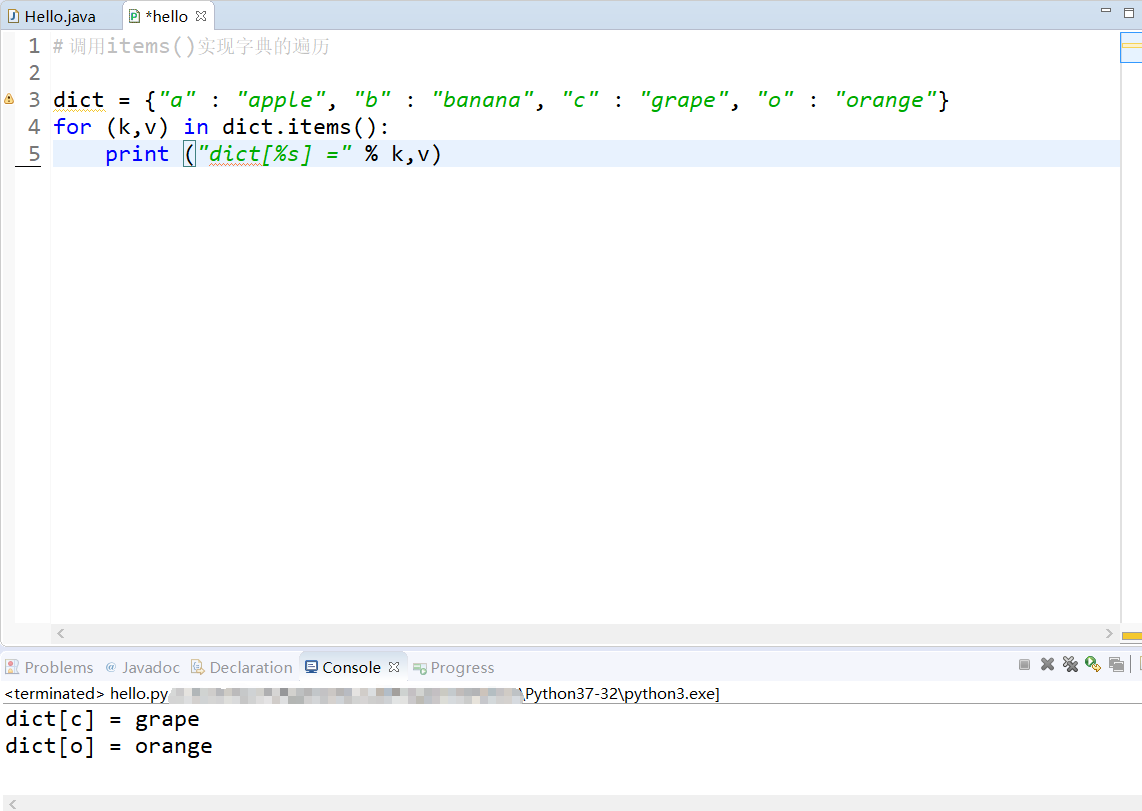 Hello.java *hello
1 # 调用items()实现字典的遍历
2
3 dict = {"a" : "apple", "b" : "banana", "c" : "grape", "o" : "orange"}
4 for (k,v) in dict.items():
5 print ("dict[%s] =" % k,v)
Problems @ Javadoc Declaration Console Progress
<terminated> hello.py \Python37-32\python3.exe]
dict[c] = grape
dict[o] = orange